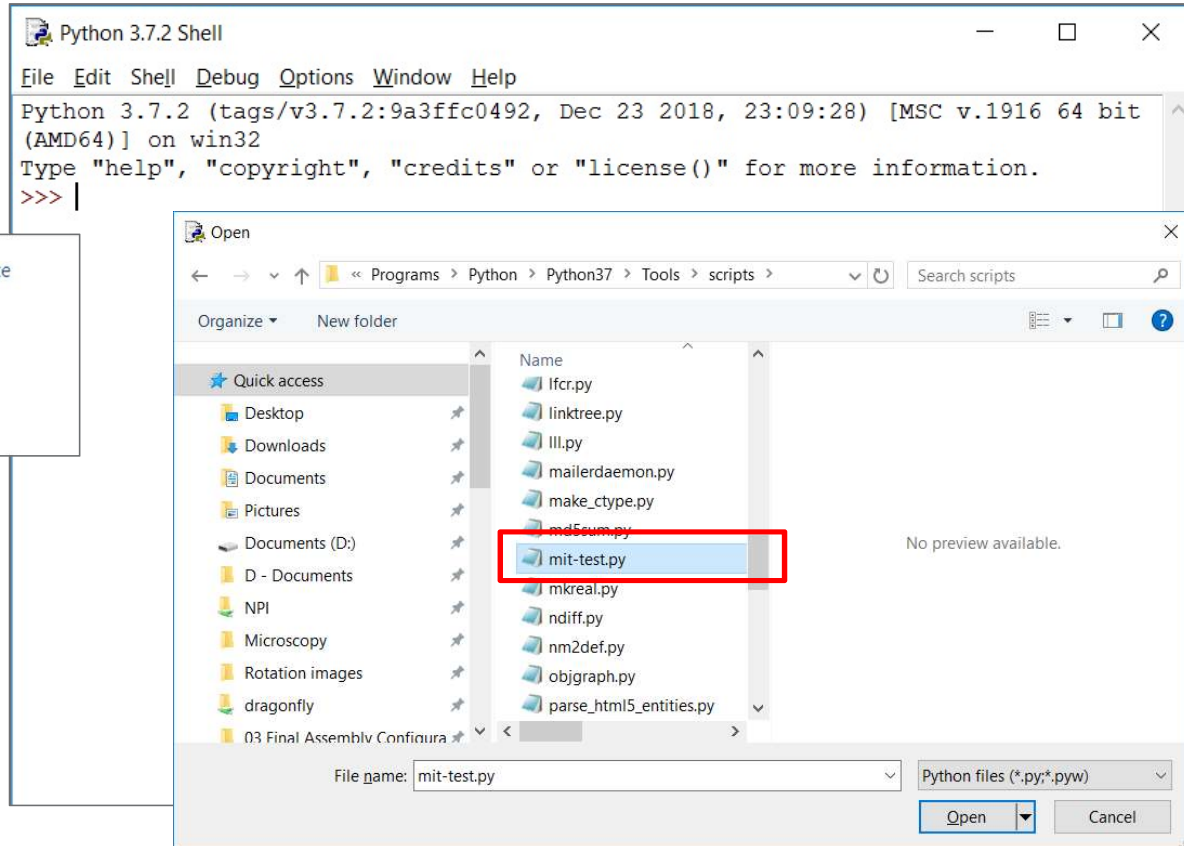 Python 3.7.2 Shell
File Edit Shell Debug Options Window Help
Python 3.7.2 (tags/v3.7.2:9a3ffc0492, Dec 23 2018, 23:09:28) [MSC v.1916 64 bit
(AMD64)] on win32
Type "help", "copyright", "credits" or "license()" for more information.
>>>
Open
« Programs > Python > Python37 > Tools > scripts >
Search scripts
Organize
New folder
Quick access
Desktop
Downloads
Documents
Pictures
Documents (D:)
D - Documents
NPI
Microscopy
Rotation images
dragonfly
03 Final Assembly Configura
Name
lfcr.py
linktree.py
lll.py
mailerdaemon.py
make_ctype.py
md5sum.py
mit-test.py
mkreal.py
ndiff.py
nm2def.py
objgraph.py
parse_html5_entities.py
No preview available.
File name: mit-test.py
Python files (*.py;*.pyw)
Open
Cancel